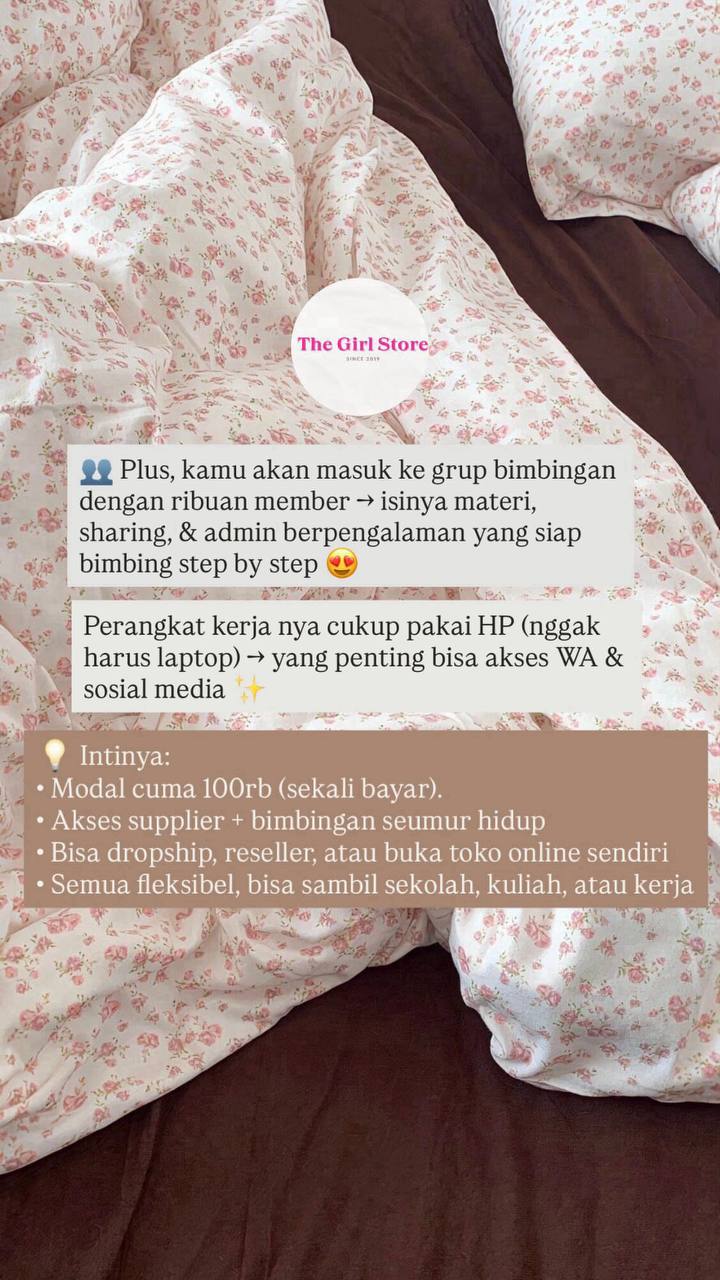 The Girl Store
SINCE 2019
👥 Plus, kamu akan masuk ke grup bimbingan
dengan ribuan member → isinya materi,
sharing, & admin berpengalaman yang siap
bimbing step by step 😍
Perangkat kerja nya cukup pakai HP (nggak
harus laptop) → yang penting bisa akses WA &
sosial media ✨
💡 Intinya:
• Modal cuma 100rb (sekali bayar).
• Akses supplier + bimbingan seumur hidup
• Bisa dropship, reseller, atau buka toko online sendiri
• Semua fleksibel, bisa sambil sekolah, kuliah, atau kerja